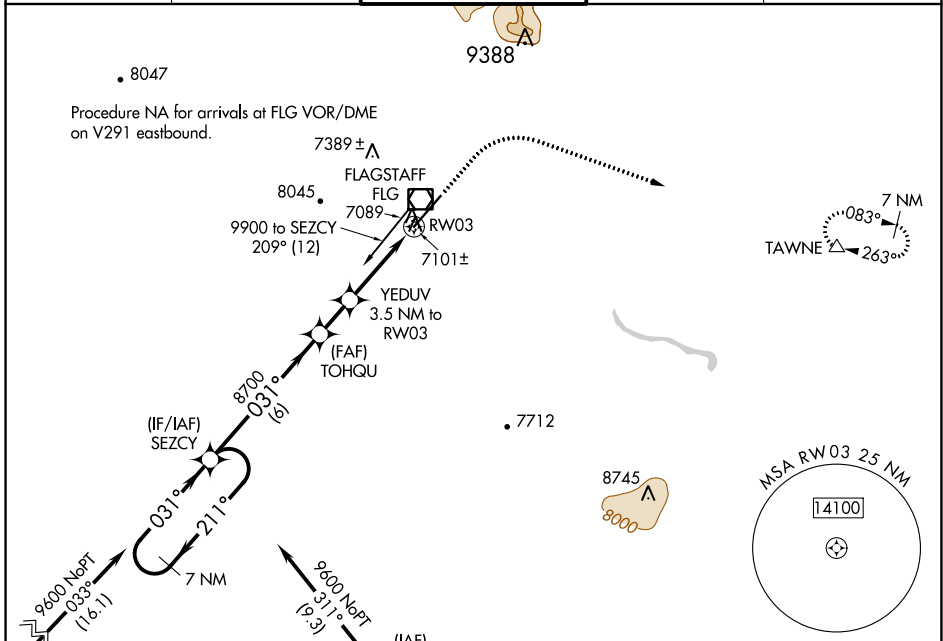 9388
8047
Procedure NA for arrivals at FLG VOR/DME
on V291 eastbound.
7389±
FLAGSTAFF
FLG
8045
7089
RW03
9900 to SEZCY
209° (12)
7101±
7 NM
083°
TAWNE
263°
YEDUV
3.5 NM to
RW03
(FAF)
TOHQU
8700
031°
(6)
(IF/IAF)
SEZCY
7712
031°
211°
7 NM
8745
8000
MSA RW 03 25 NM
14100
9600 NoPT
033°
(16.1)
9600 NoPT
311°
(9.3)
(IAF)